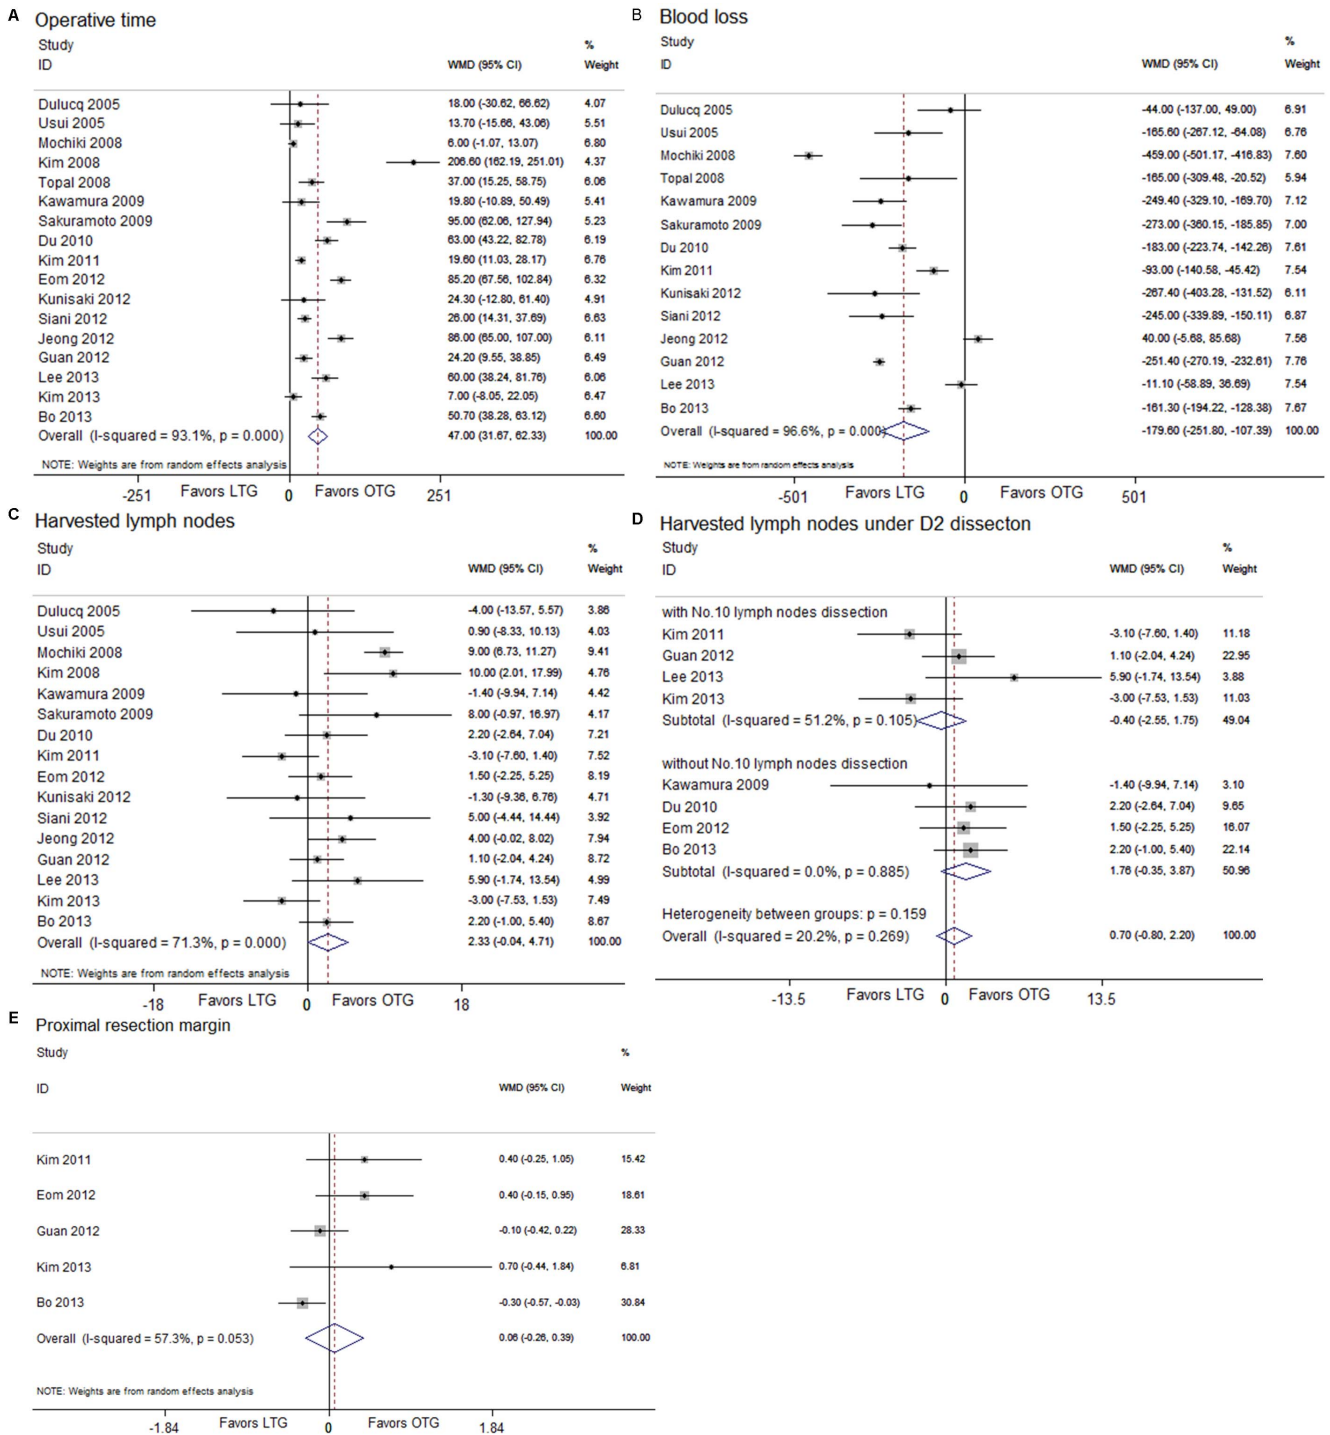 A Operative time
Study %
ID WMD (95% CI) Weight
Dulucq 2005 18.00 (-30.62, 66.62) 4.07
Usui 2005 13.70 (-15.66, 43.06) 5.51
Mochiki 2008 6.00 (-1.07, 13.07) 6.80
Kim 2008 206.60 (162.19, 251.01) 4.37
Topal 2008 37.00 (15.25, 58.75) 6.06
Kawamura 2009 19.80 (-10.89, 50.49) 5.41
Sakuramoto 2009 95.00 (62.06, 127.94) 5.23
Du 2010 63.00 (43.22, 82.78) 6.19
Kim 2011 19.60 (11.03, 28.17) 6.76
Eom 2012 85.20 (67.56, 102.84) 6.32
Kunisaki 2012 24.30 (-12.80, 61.40) 4.91
Siani 2012 26.00 (14.31, 37.69) 6.63
Jeong 2012 86.00 (65.00, 107.00) 6.11
Guan 2012 24.20 (9.55, 38.85) 6.49
Lee 2013 60.00 (38.24, 81.76) 6.06
Kim 2013 7.00 (-8.05, 22.05) 6.47
Bo 2013 50.70 (38.28, 63.12) 6.60
Overall (I-squared = 93.1%, p = 0.000) 47.00 (31.67, 62.33) 100.00
NOTE: Weights are from random effects analysis
-251 Favors LTG 0 Favors OTG 251
B Blood loss
Study %
ID WMD (95% CI) Weight
Dulucq 2005 -44.00 (-137.00, 49.00) 6.91
Usui 2005 -165.60 (-267.12, -64.08) 6.76
Mochiki 2008 -459.00 (-501.17, -416.83) 7.60
Topal 2008 -165.00 (-309.48, -20.52) 5.94
Kawamura 2009 -249.40 (-329.10, -169.70) 7.12
Sakuramoto 2009 -273.00 (-360.15, -185.85) 7.00
Du 2010 -183.00 (-223.74, -142.26) 7.61
Kim 2011 -93.00 (-140.58, -45.42) 7.54
Kunisaki 2012 -267.40 (-403.28, -131.52) 6.11
Siani 2012 -245.00 (-339.89, -150.11) 6.87
Jeong 2012 40.00 (-5.68, 85.68) 7.56
Guan 2012 -251.40 (-270.19, -232.61) 7.76
Lee 2013 -11.10 (-58.89, 36.69) 7.54
Bo 2013 -161.30 (-194.22, -128.38) 7.67
Overall (I-squared = 96.6%, p = 0.000) -179.60 (-251.80, -107.39) 100.00
NOTE: Weights are from random effects analysis
-501 Favors LTG 0 Favors OTG 501
C Harvested lymph nodes
Study %
ID WMD (95% CI) Weight
Dulucq 2005 -4.00 (-13.57, 5.57) 3.86
Usui 2005 0.90 (-8.33, 10.13) 4.03
Mochiki 2008 9.00 (6.73, 11.27) 9.41
Kim 2008 10.00 (2.01, 17.99) 4.76
Kawamura 2009 -1.40 (-9.94, 7.14) 4.42
Sakuramoto 2009 8.00 (-0.97, 16.97) 4.17
Du 2010 2.20 (-2.64, 7.04) 7.21
Kim 2011 -3.10 (-7.60, 1.40) 7.52
Eom 2012 1.50 (-2.25, 5.25) 8.19
Kunisaki 2012 -1.30 (-9.36, 6.76) 4.71
Siani 2012 5.00 (-4.44, 14.44) 3.92
Jeong 2012 4.00 (-0.02, 8.02) 7.94
Guan 2012 1.10 (-2.04, 4.24) 8.72
Lee 2013 5.90 (-1.74, 13.54) 4.99
Kim 2013 -3.00 (-7.53, 1.53) 7.49
Bo 2013 2.20 (-1.00, 5.40) 8.67
Overall (I-squared = 71.3%, p = 0.000) 2.33 (-0.04, 4.71) 100.00
NOTE: Weights are from random effects analysis
-18 Favors LTG 0 Favors OTG 18
D Harvested lymph nodes under D2 dissecton
Study %
ID WMD (95% CI) Weight
with No.10 lymph nodes dissection
Kim 2011 -3.10 (-7.60, 1.40) 11.18
Guan 2012 1.10 (-2.04, 4.24) 22.95
Lee 2013 5.90 (-1.74, 13.54) 3.88
Kim 2013 -3.00 (-7.53, 1.53) 11.03
Subtotal (I-squared = 51.2%, p = 0.105) -0.40 (-2.55, 1.75) 49.04
without No.10 lymph nodes dissection
Kawamura 2009 -1.40 (-9.94, 7.14) 3.10
Du 2010 2.20 (-2.64, 7.04) 9.65
Eom 2012 1.50 (-2.25, 5.25) 16.07
Bo 2013 2.20 (-1.00, 5.40) 22.14
Subtotal (I-squared = 0.0%, p = 0.885) 1.76 (-0.35, 3.87) 50.96
Heterogeneity between groups: p = 0.159
Overall (I-squared = 20.2%, p = 0.269) 0.70 (-0.80, 2.20) 100.00
-13.5 Favors LTG 0 Favors OTG 13.5
E Proximal resection margin
Study %
ID WMD (95% CI) Weight
Kim 2011 0.40 (-0.25, 1.05) 15.42
Eom 2012 0.40 (-0.15, 0.95) 18.61
Guan 2012 -0.10 (-0.42, 0.22) 28.33
Kim 2013 0.70 (-0.44, 1.84) 6.81
Bo 2013 -0.30 (-0.57, -0.03) 30.84
Overall (I-squared = 57.3%, p = 0.053) 0.06 (-0.26, 0.39) 100.00
NOTE: Weights are from random effects analysis
-1.84 Favors LTG 0 Favors OTG 1.84